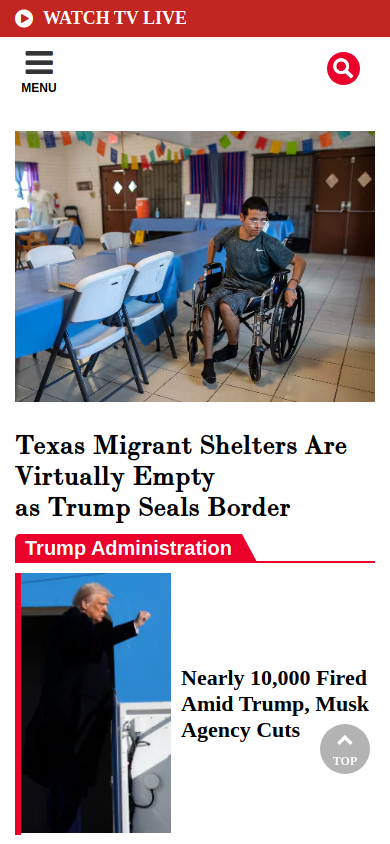 WATCH TV LIVE
MENU
Texas Migrant Shelters Are
Virtually Empty
as Trump Seals Border
Trump Administration
Nearly 10,000 Fired
Amid Trump, Musk
Agency Cuts
TOP